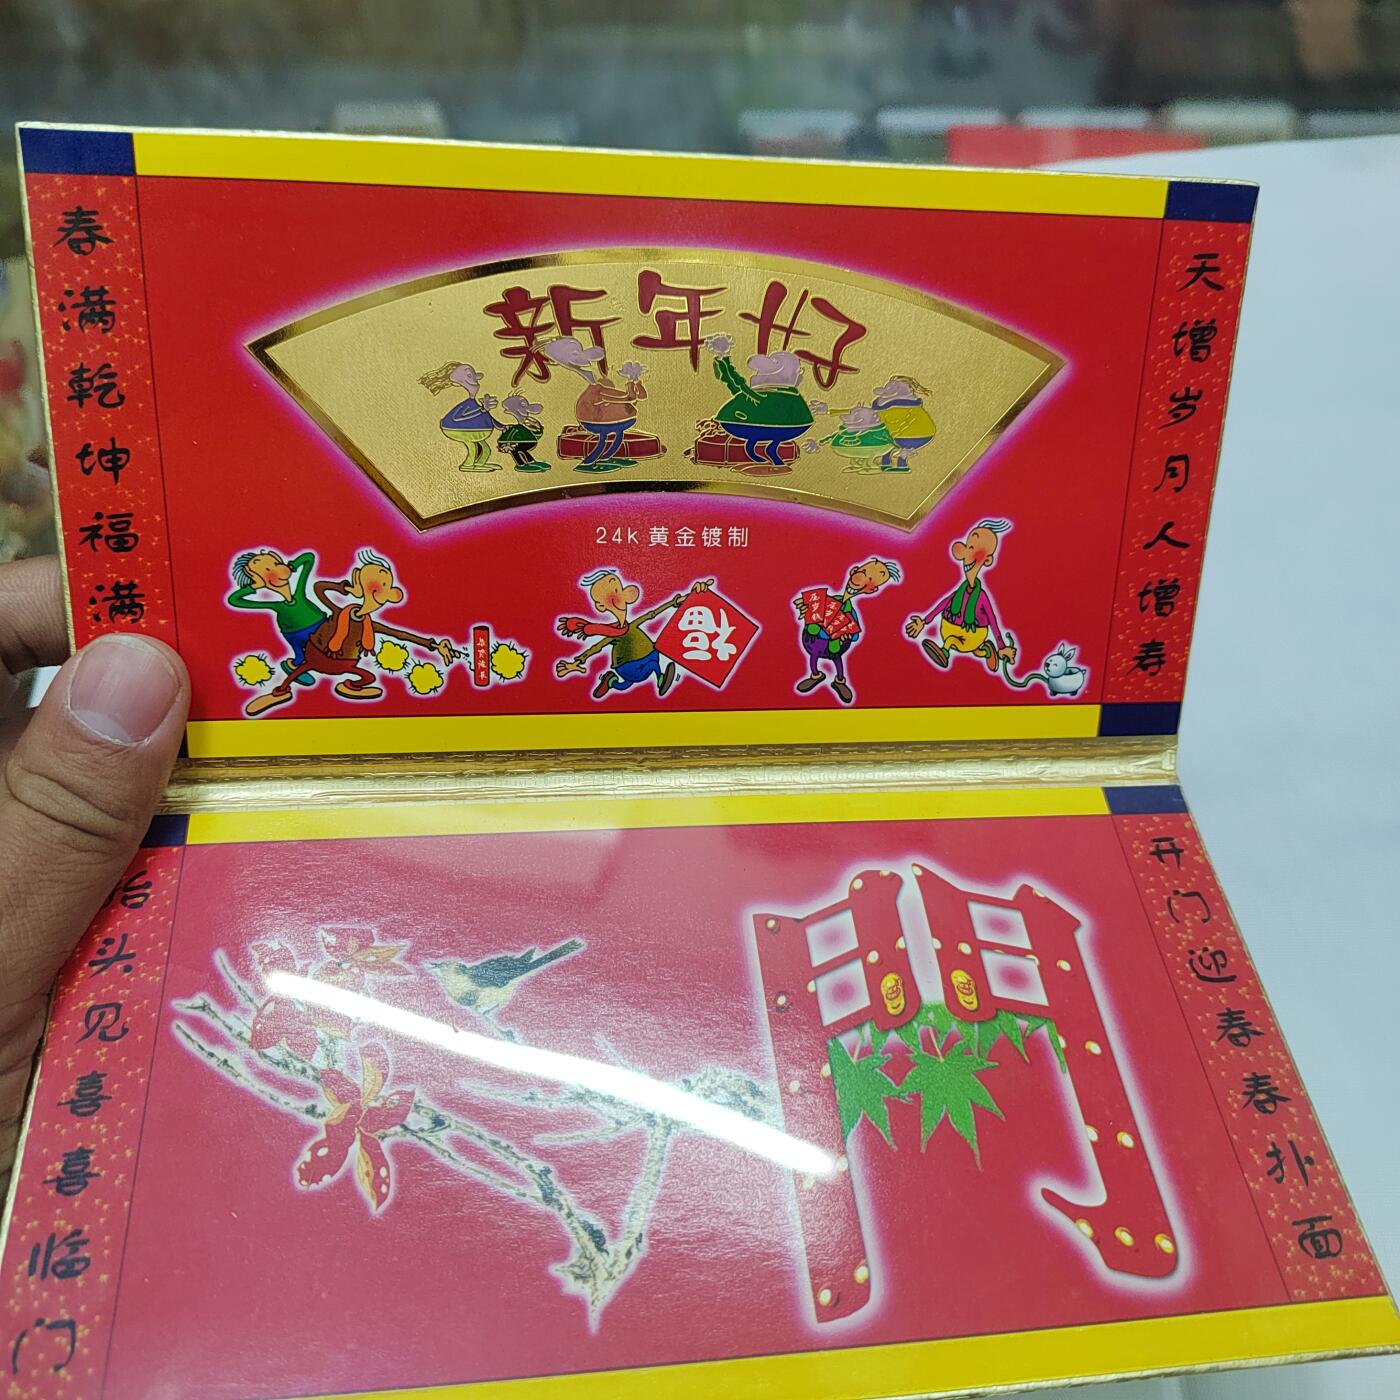 新年好
24k 黄金镀制
天增岁月人增寿
春满乾坤福满
福
开门迎春春扑面
抬头见喜喜临门